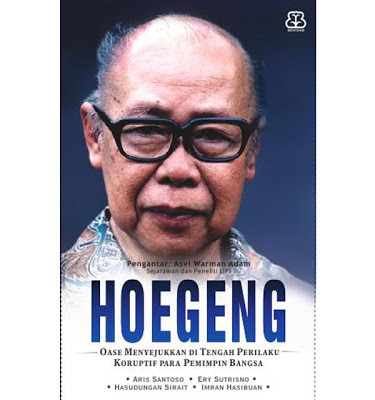 BENTANG
Pengantar: Asvi Warman Adam
Sejarawan dan Peneliti LIPI
HOEGENG
OASE MENYEJUKKAN DI TENGAH PERILAKU
KORUPTIF PARA PEMIMPIN BANGSA
• ARIS SANTOSO • ERY SUTRISNO •
• HASUDUNGAN SIRAIT • IMRAN HASIBUAN •